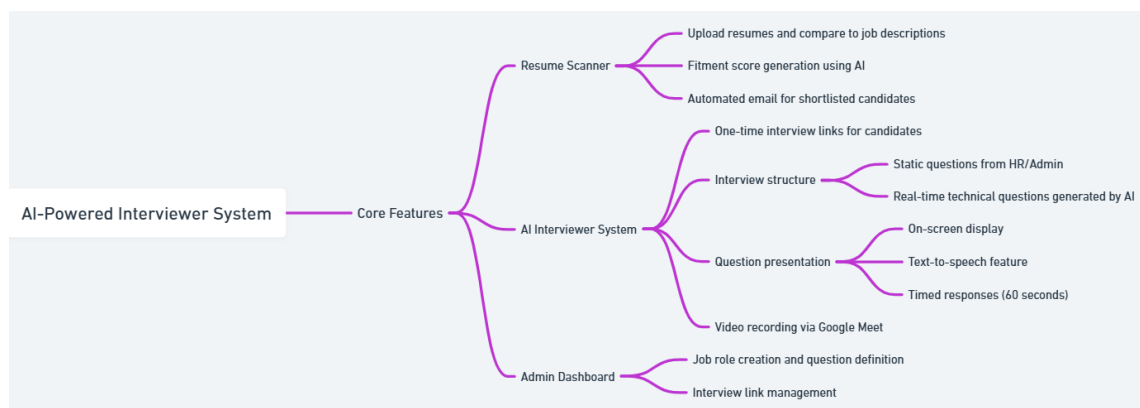 AI-Powered Interviewer System
Core Features
Resume Scanner
Upload resumes and compare to job descriptions
Fitment score generation using AI
Automated email for shortlisted candidates
AI Interviewer System
One-time interview links for candidates
Interview structure
Static questions from HR/Admin
Real-time technical questions generated by AI
Question presentation
On-screen display
Text-to-speech feature
Timed responses (60 seconds)
Video recording via Google Meet
Admin Dashboard
Job role creation and question definition
Interview link management